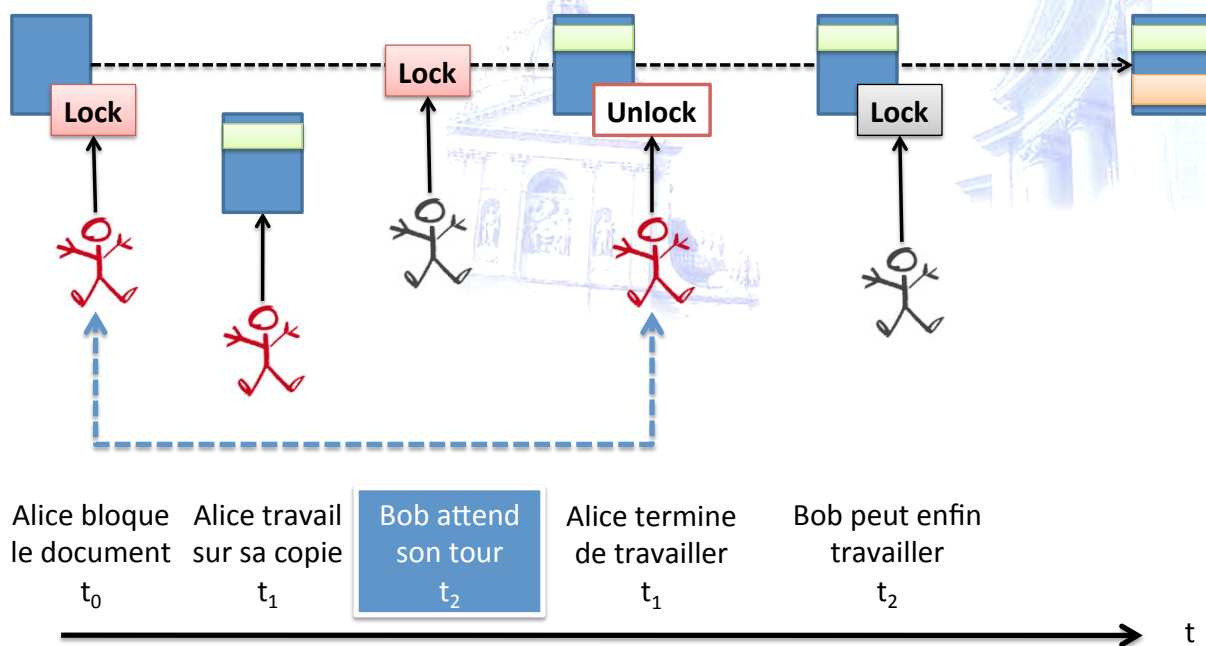 Lock
Lock
Unlock
Lock
Alice bloque
le document
t₀
Alice travail
sur sa copie
t₁
Bob attend
son tour
t₂
Alice termine
de travailler
t₁
Bob peut enfin
travailler
t₂
t